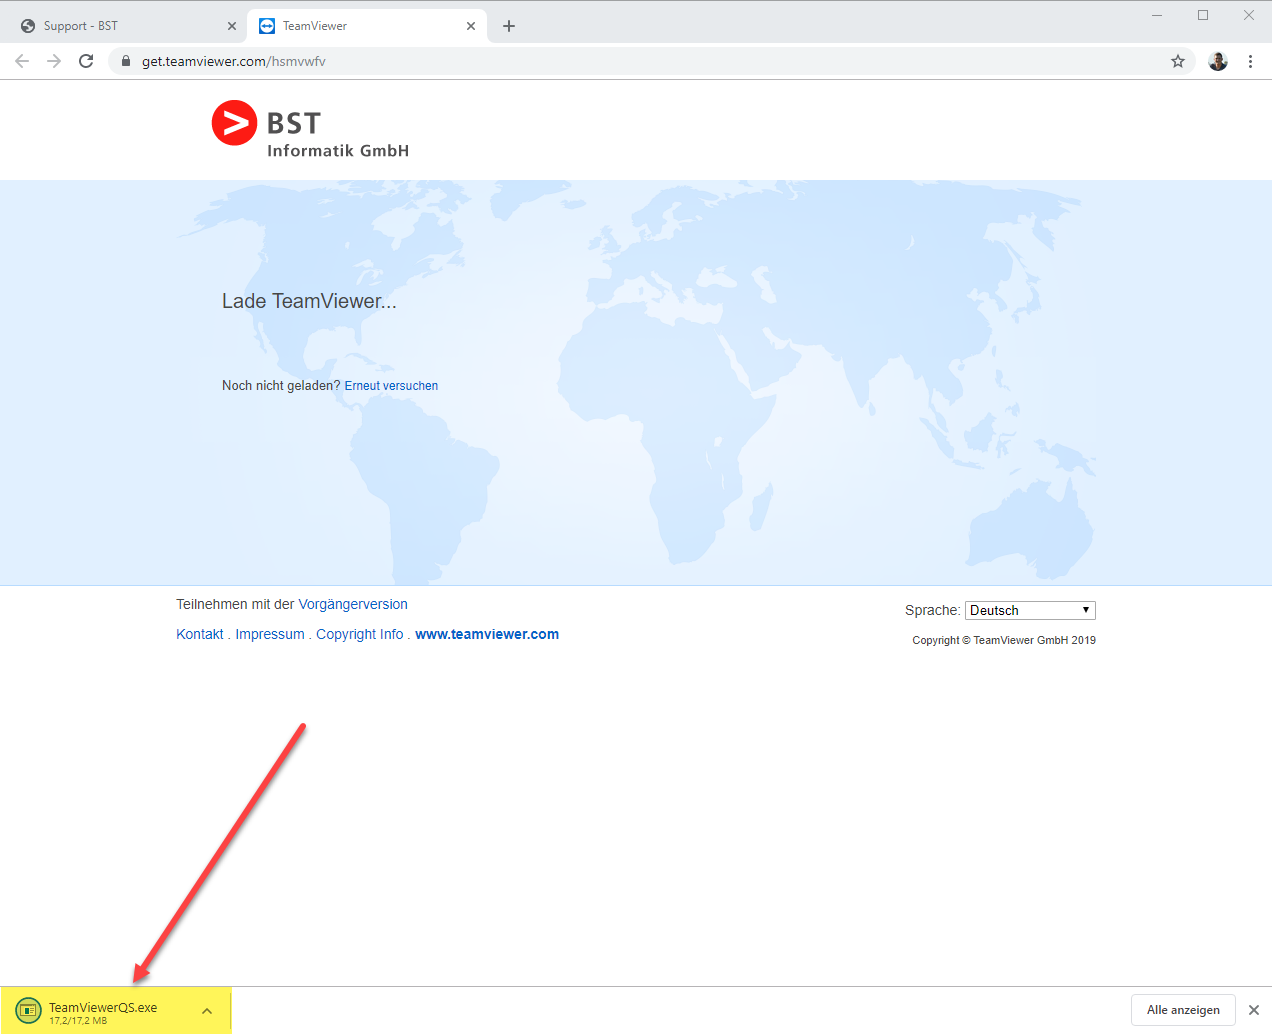 Support - BST
TeamViewer
get.teamviewer.com/hsmvwfv
BST
Informatik GmbH
Lade TeamViewer...
Noch nicht geladen? Erneut versuchen
Teilnehmen mit der Vorgängerversion
Sprache: Deutsch
Kontakt . Impressum . Copyright Info . www.teamviewer.com
Copyright © TeamViewer GmbH 2019
TeamViewerQS.exe
17,2/17,2 MB
Alle anzeigen